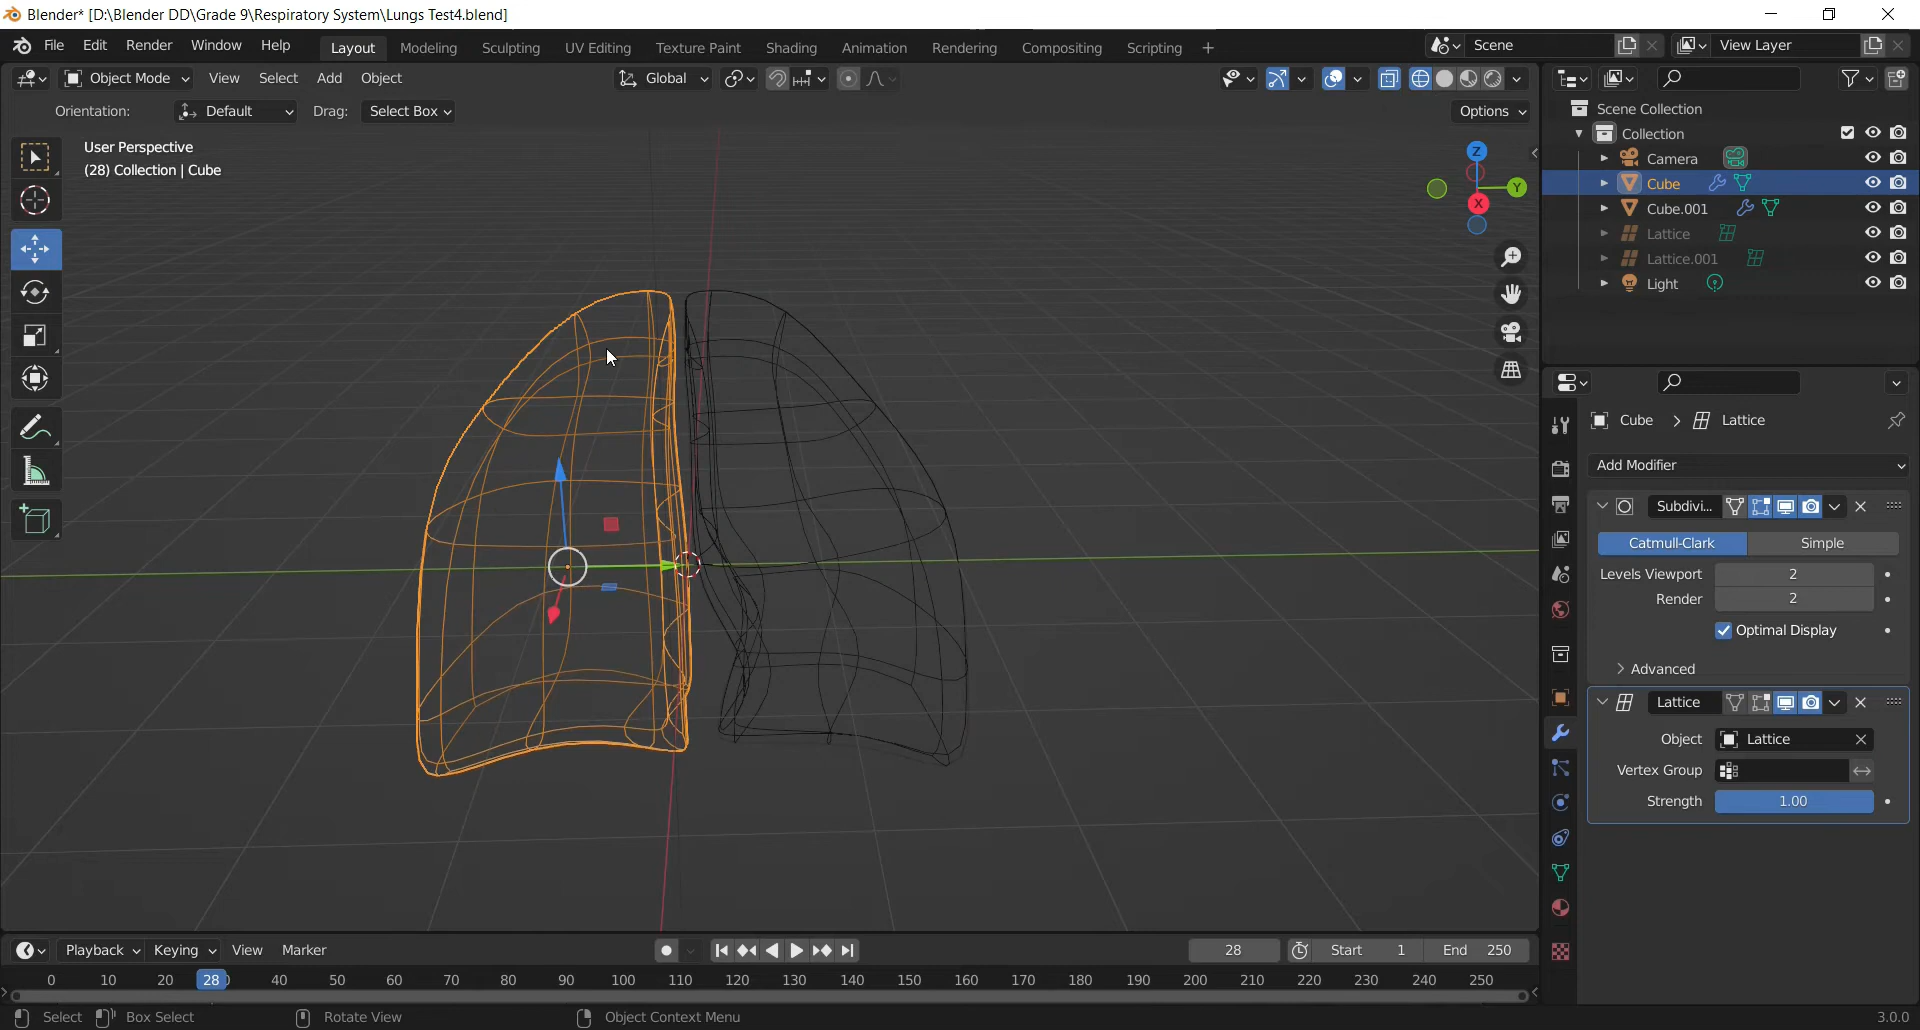 Blender* [D:\Blender DD\Grade 9\Respiratory System\Lungs Test4.blend]
File Edit Render Window Help Layout Modeling Sculpting UV Editing Texture Paint Shading Animation Rendering Compositing Scripting + Scene View Layer
Object Mode View Select Add Object Global
Orientation: Default Drag: Select Box Options
User Perspective
(28) Collection | Cube
Z
Y
X
Scene Collection
Collection
Camera
Cube
Cube.001
Lattice
Lattice.001
Light
Cube > Lattice
Add Modifier
Subdivi...
Catmull-Clark Simple
Levels Viewport 2
Render 2
Optimal Display
Advanced
Lattice
Object Lattice
Vertex Group
Strength 1.00
Playback Keying View Marker 28 Start 1 End 250
0 10 20 28 40 50 60 70 80 90 100 110 120 130 140 150 160 170 180 190 200 210 220 230 240 250
Select Box Select Rotate View Object Context Menu 3.0.0